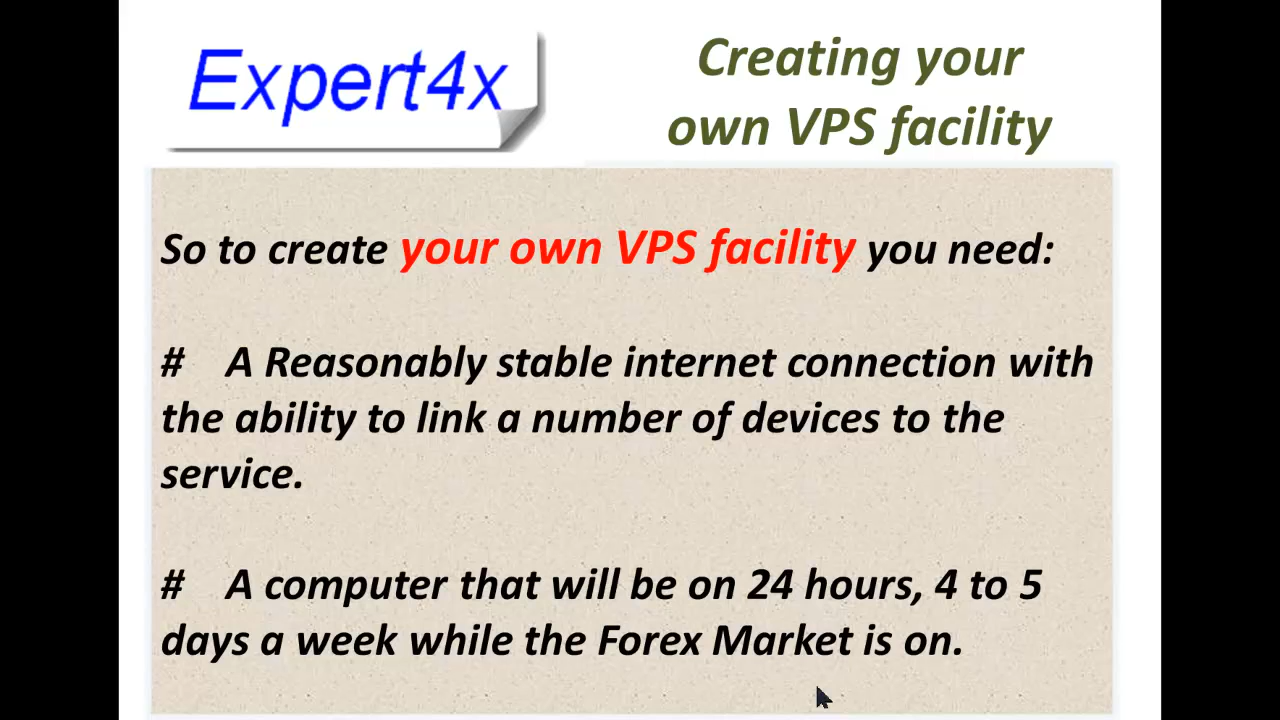 Expert4x
Creating your
own VPS facility
So to create your own VPS facility you need:
# A Reasonably stable internet connection with
the ability to link a number of devices to the
service.
# A computer that will be on 24 hours, 4 to 5
days a week while the Forex Market is on.